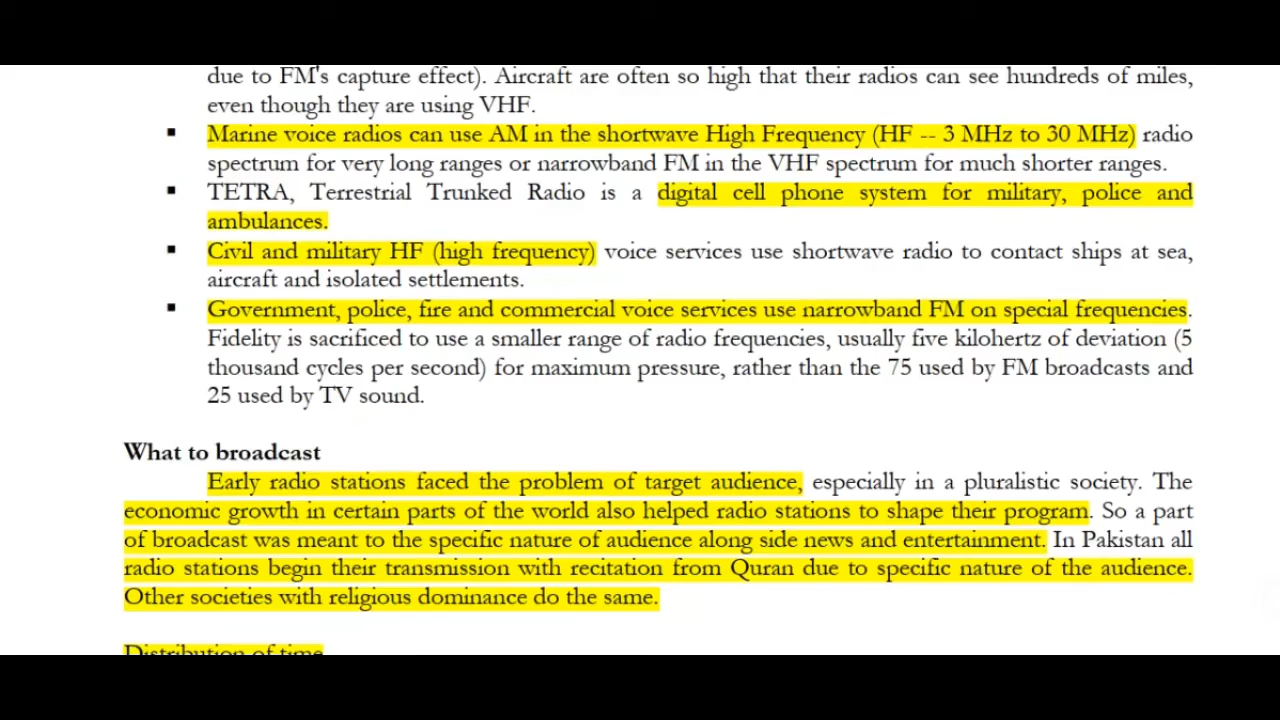 due to FM's capture effect). Aircraft are often so high that their radios can see hundreds of miles,
even though they are using VHF.
▪ Marine voice radios can use AM in the shortwave High Frequency (HF -- 3 MHz to 30 MHz) radio
spectrum for very long ranges or narrowband FM in the VHF spectrum for much shorter ranges.
▪ TETRA, Terrestrial Trunked Radio is a digital cell phone system for military, police and
ambulances.
▪ Civil and military HF (high frequency) voice services use shortwave radio to contact ships at sea,
aircraft and isolated settlements.
▪ Government, police, fire and commercial voice services use narrowband FM on special frequencies.
Fidelity is sacrificed to use a smaller range of radio frequencies, usually five kilohertz of deviation (5
thousand cycles per second) for maximum pressure, rather than the 75 used by FM broadcasts and
25 used by TV sound.
What to broadcast
Early radio stations faced the problem of target audience, especially in a pluralistic society. The
economic growth in certain parts of the world also helped radio stations to shape their program. So a part
of broadcast was meant to the specific nature of audience along side news and entertainment. In Pakistan all
radio stations begin their transmission with recitation from Quran due to specific nature of the audience.
Other societies with religious dominance do the same.
Distribution of time